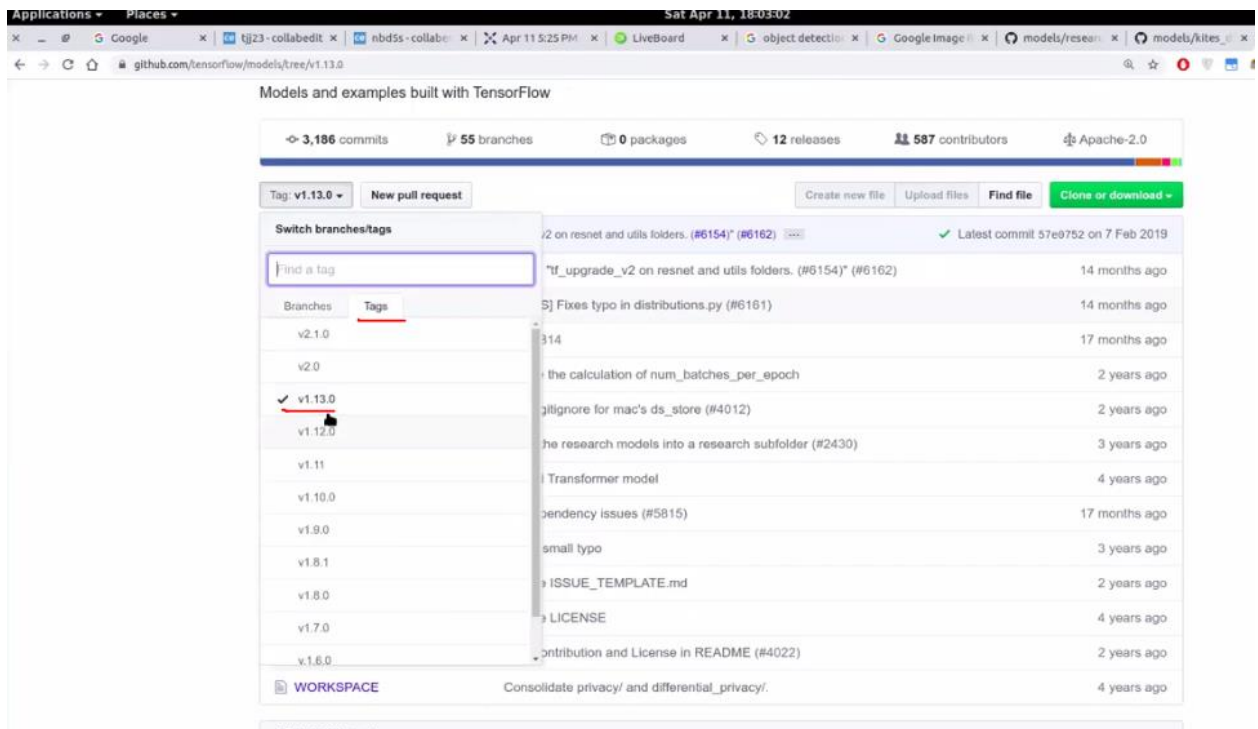 Applications Places Sat Apr 11, 18:03:02
Google tjj23 - collabedit nbd5s - collabe Apr 11 5:25 PM LiveBoard object detectio Google Image R models/resear models/kites_d
github.com/tensorflow/models/tree/v1.13.0
Models and examples built with TensorFlow
3,186 commits 55 branches 0 packages 12 releases 587 contributors Apache-2.0
Tag: v1.13.0 New pull request Create new file Upload files Find file Clone or download
Switch branches/tags
v2 on resnet and utils folders. (#6154)" (#6162) Latest commit 57e0752 on 7 Feb 2019
Find a tag
"tf_upgrade_v2 on resnet and utils folders. (#6154)" (#6162) 14 months ago
Branches Tags
S] Fixes typo in distributions.py (#6161) 14 months ago
v2.1.0
314 17 months ago
v2.0
the calculation of num_batches_per_epoch 2 years ago
v1.13.0
gitignore for mac's ds_store (#4012) 2 years ago
v1.12.0
he research models into a research subfolder (#2430) 3 years ago
v1.11
Transformer model 4 years ago
v1.10.0
pendency issues (#5815) 17 months ago
v1.9.0
small typo 3 years ago
v1.8.1
ISSUE_TEMPLATE.md 2 years ago
v1.8.0
LICENSE 4 years ago
v1.7.0
ontribution and License in README (#4022) 2 years ago
v.1.6.0
WORKSPACE Consolidate privacy/ and differential_privacy/. 4 years ago